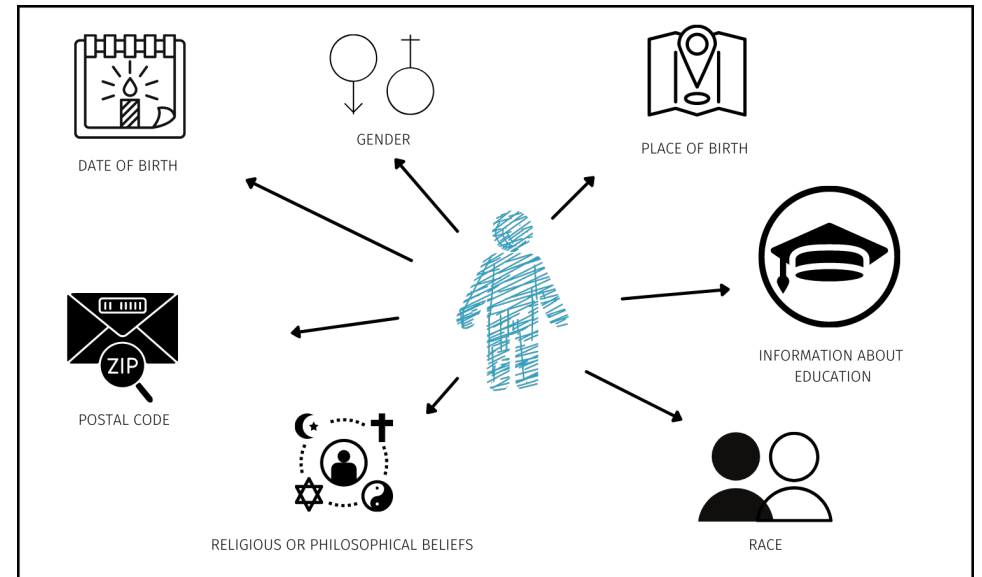 DATE OF BIRTH
GENDER
PLACE OF BIRTH
INFORMATION ABOUT
EDUCATION
ZIP
POSTAL CODE
RELIGIOUS OR PHILOSOPHICAL BELIEFS
RACE